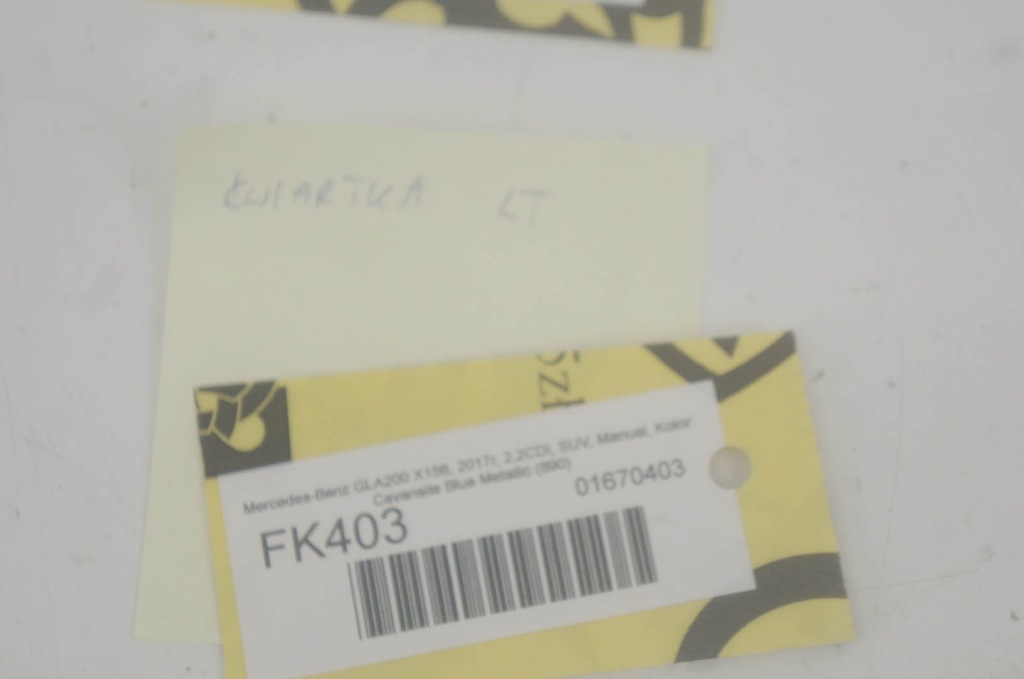 ĆWIARTKA LT
Mercedes-Benz GLA200 X156, 2017r, 2.2CDI, SUV, Manual, Kolor:
Cavansite Blue Metallic (890)
01670403
FK403